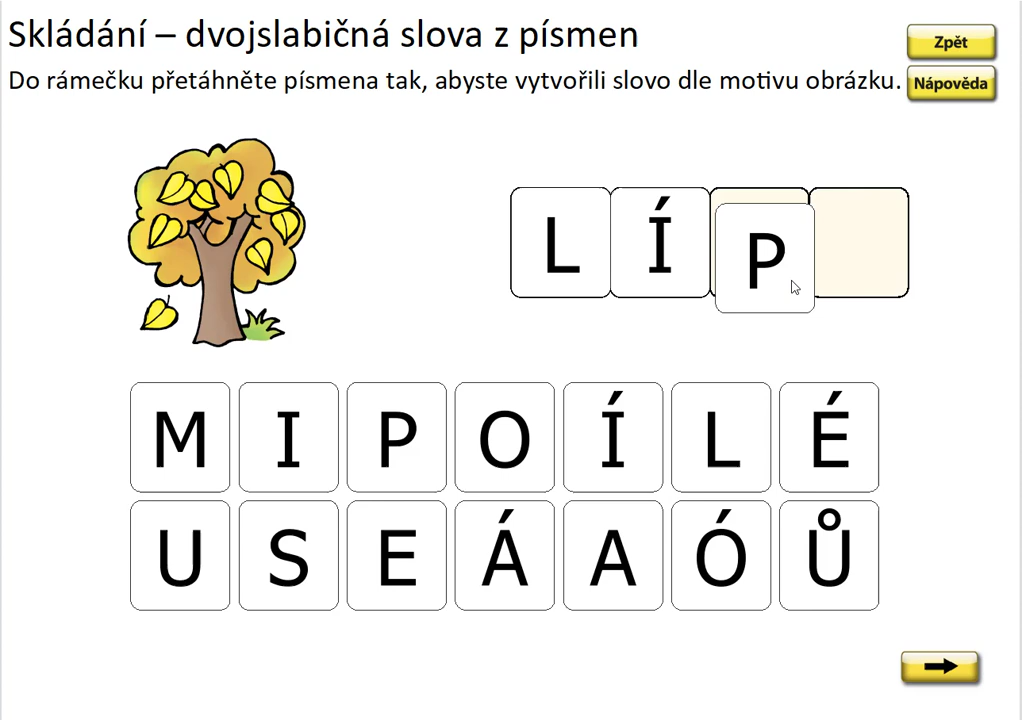 Skládání – dvojslabičná slova z písmen
Zpět
Do rámečku přetáhněte písmena tak, abyste vytvořili slovo dle motivu obrázku.
Nápověda
L Í P
M I P O Í L É
U S E Á A Ó Ů